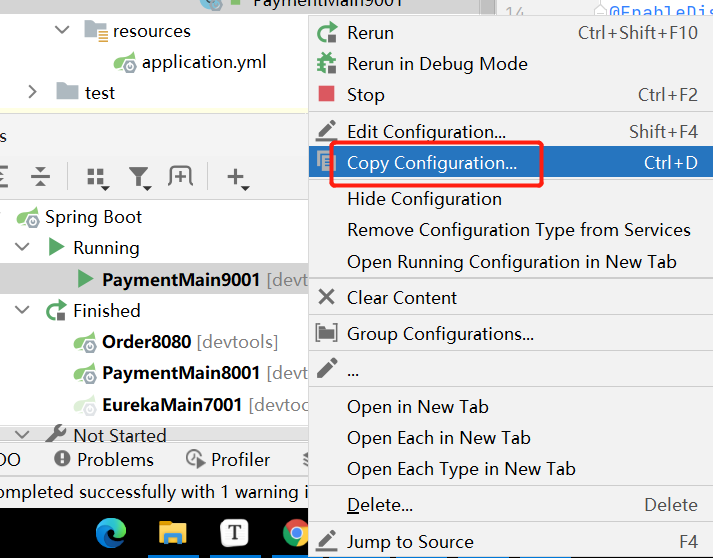 PaymentMain9001
14
@EnableDis
resources
application.yml
test
s
Spring Boot
Running
PaymentMain9001 [devt
Finished
Order8080 [devtools]
PaymentMain8001 [devt
EurekaMain7001 [devtoo
Not Started
DO
Problems
Profiler
ompleted successfully with 1 warning i
T
Rerun Ctrl+Shift+F10
Rerun in Debug Mode
Stop Ctrl+F2
Edit Configuration... Shift+F4
Copy Configuration... Ctrl+D
Hide Configuration
Remove Configuration Type from Services
Open Running Configuration in New Tab
Clear Content
Group Configurations...
...
Open in New Tab
Open Each in New Tab
Open Each Type in New Tab
Delete... Delete
Jump to Source F4